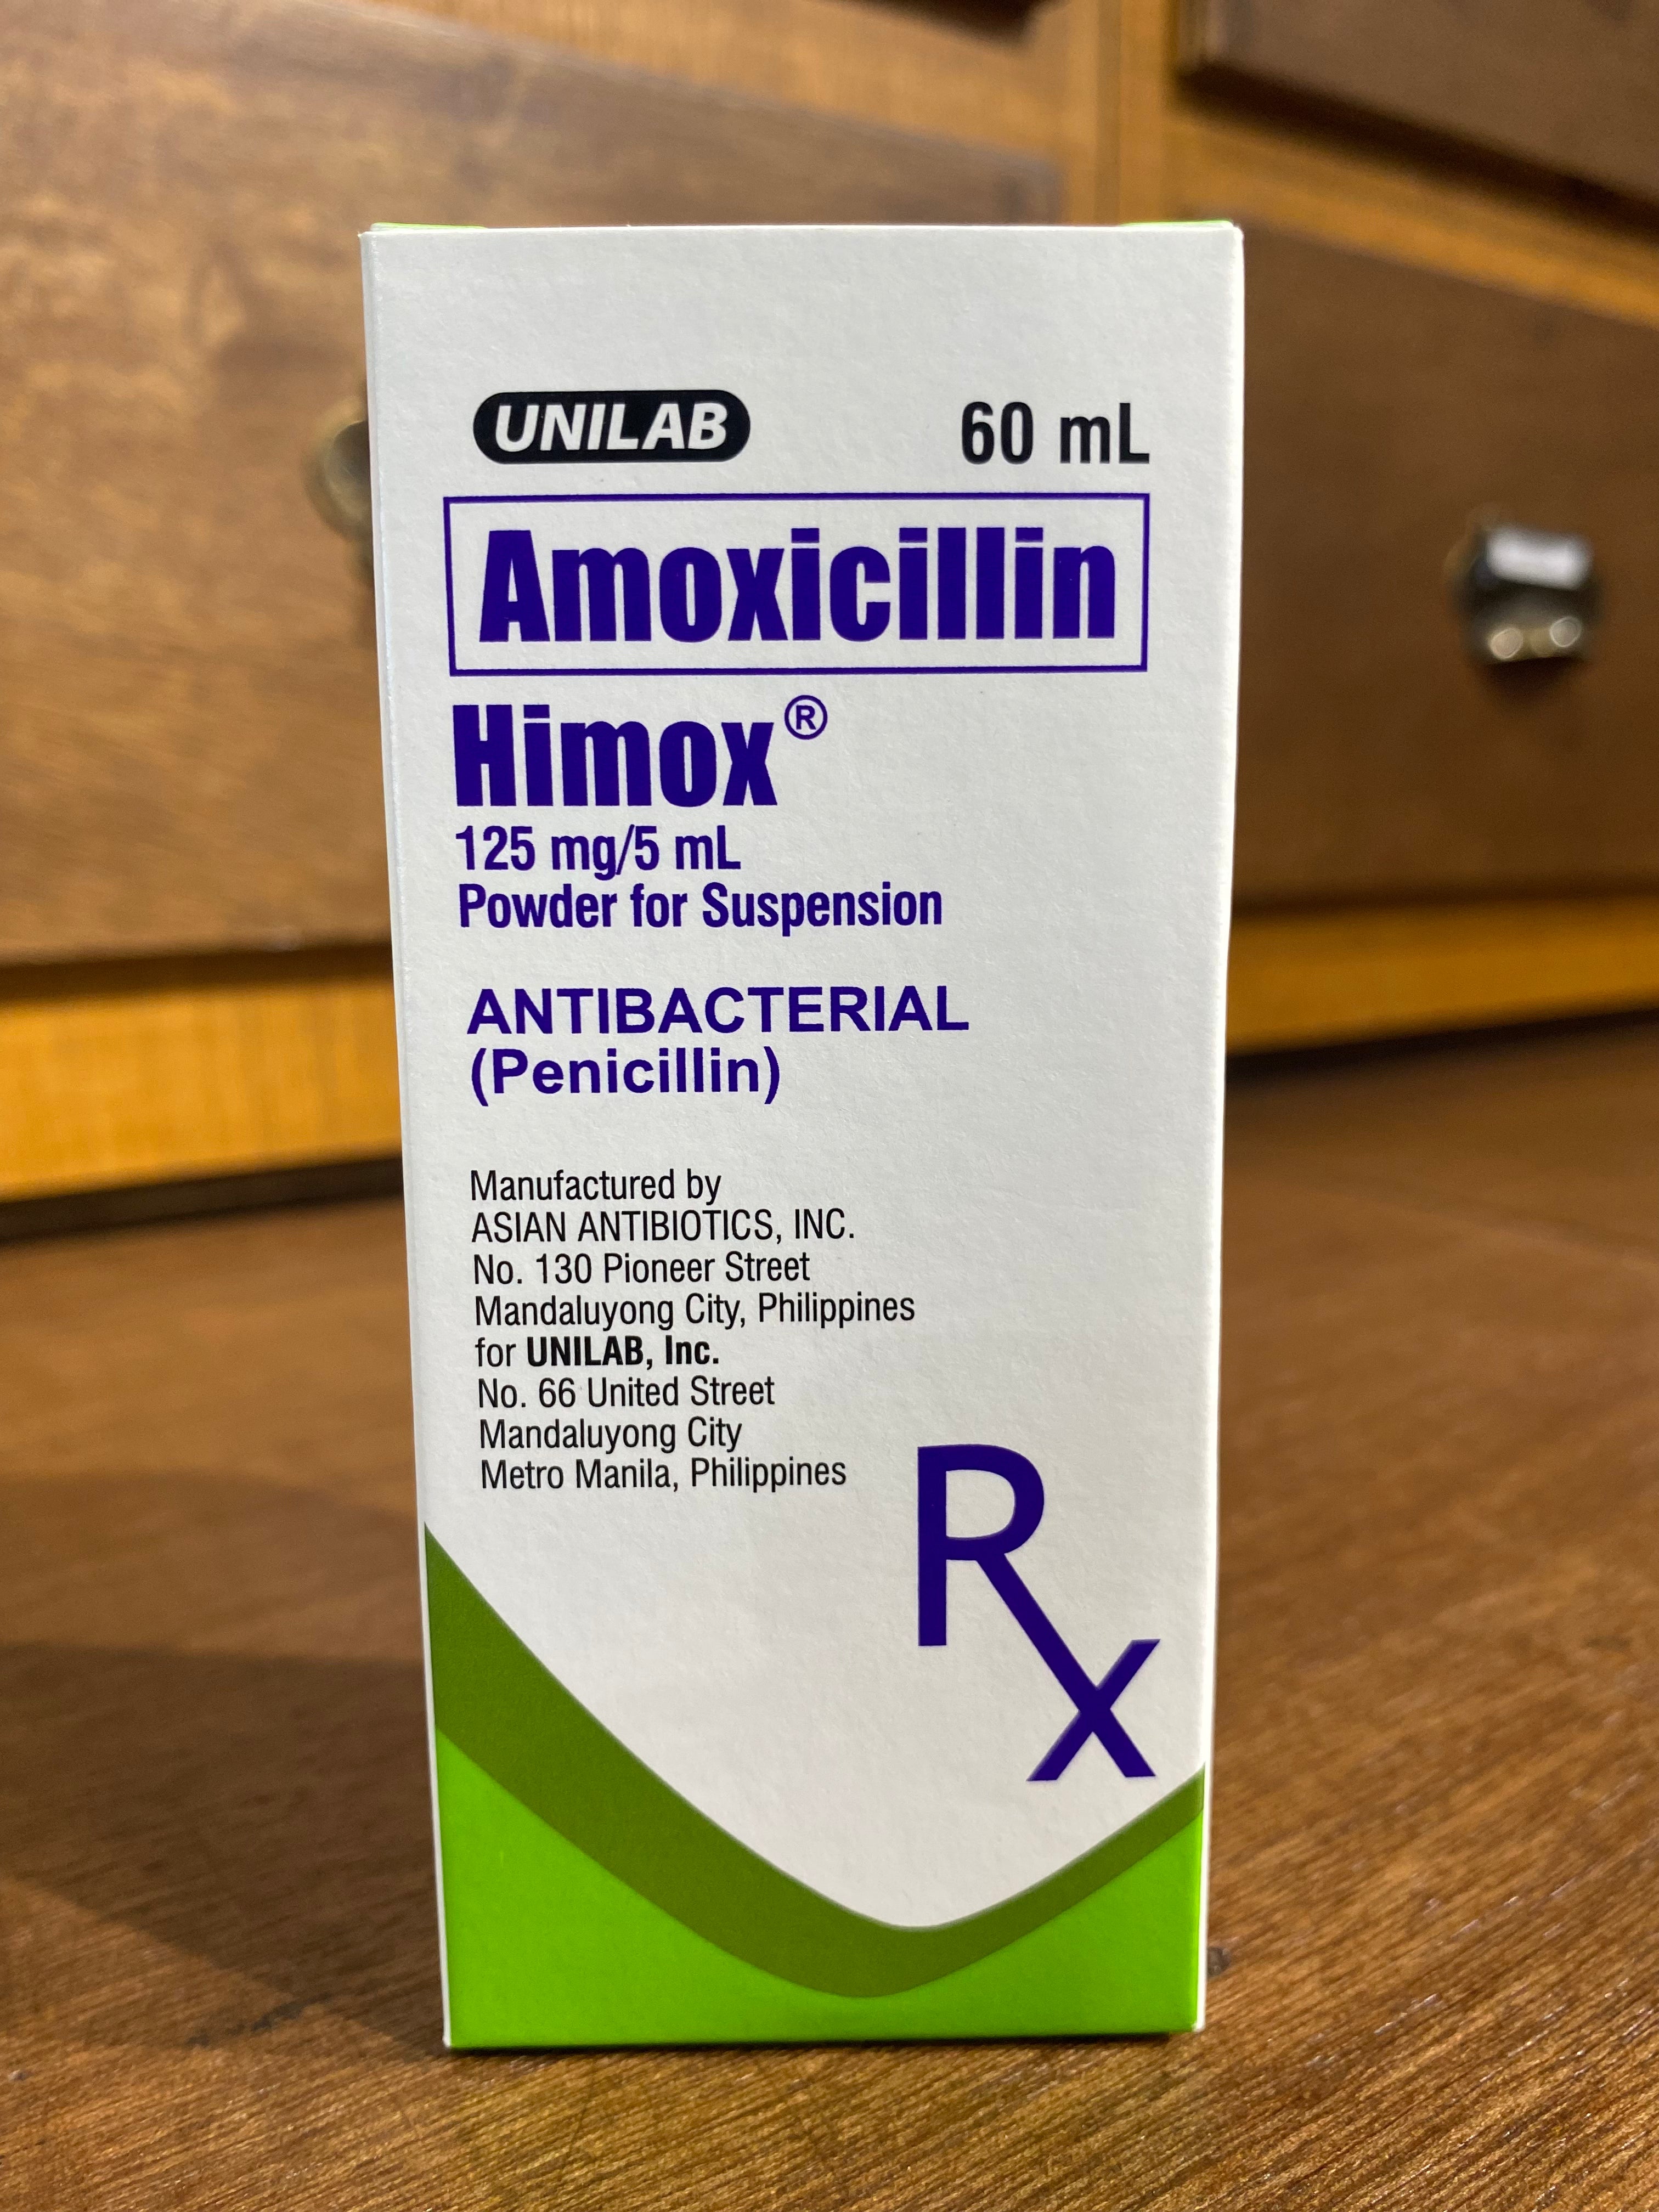 UNILAB 60 mL
Amoxicillin
Himox®
125 mg/5 mL
Powder for Suspension
ANTIBACTERIAL
(Penicillin)
Manufactured by
ASIAN ANTIBIOTICS, INC.
No. 130 Pioneer Street
Mandaluyong City, Philippines
for UNILAB, Inc.
No. 66 United Street
Mandaluyong City
Metro Manila, Philippines
Rx